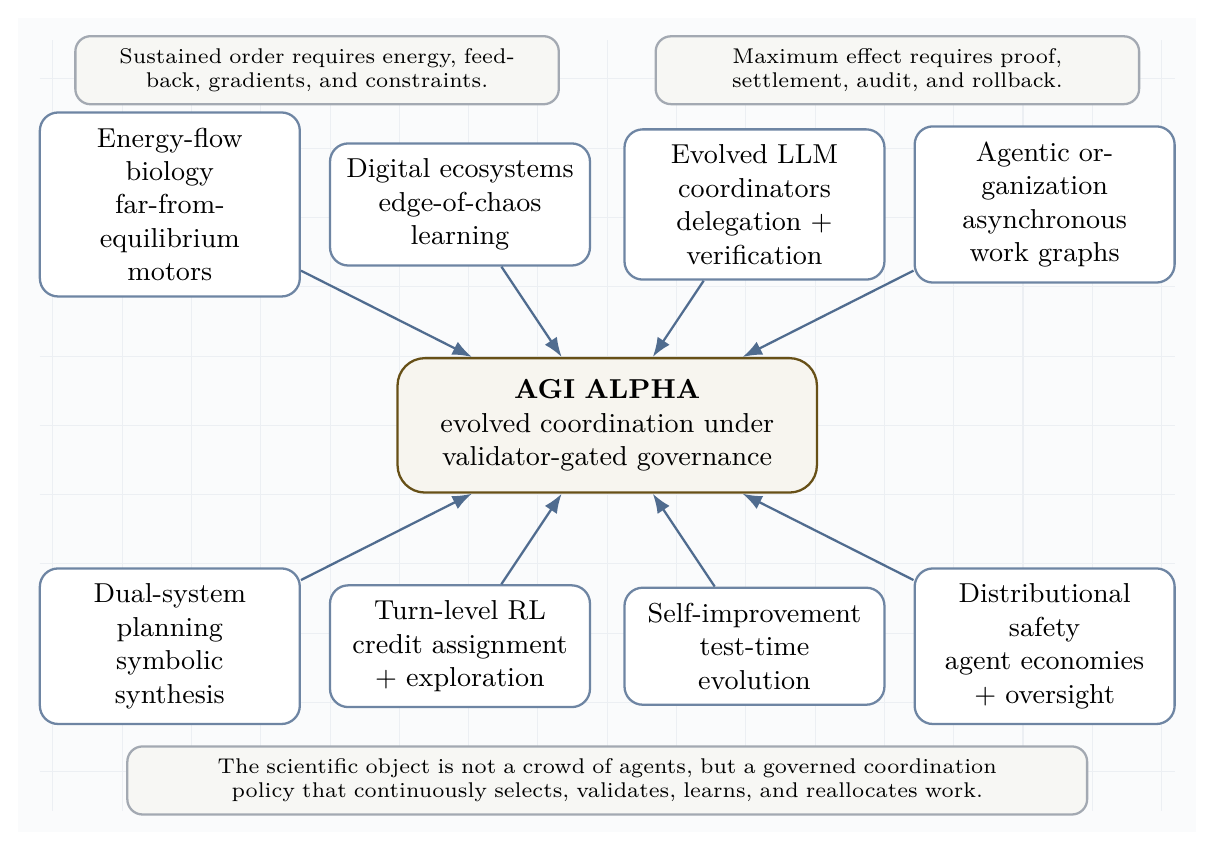 Sustained order requires energy, feed-
back, gradients, and constraints.
Maximum effect requires proof,
settlement, audit, and rollback.
Energy-flow
biology
far-from-
equilibrium
motors
Digital ecosystems
edge-of-chaos
learning
Evolved LLM
coordinators
delegation +
verification
Agentic or-
ganization
asynchronous
work graphs
AGI ALPHA
evolved coordination under
validator-gated governance
Dual-system
planning
symbolic
synthesis
Turn-level RL
credit assignment
+ exploration
Self-improvement
test-time
evolution
Distributional
safety
agent economies
+ oversight
The scientific object is not a crowd of agents, but a governed coordination
policy that continuously selects, validates, learns, and reallocates work.